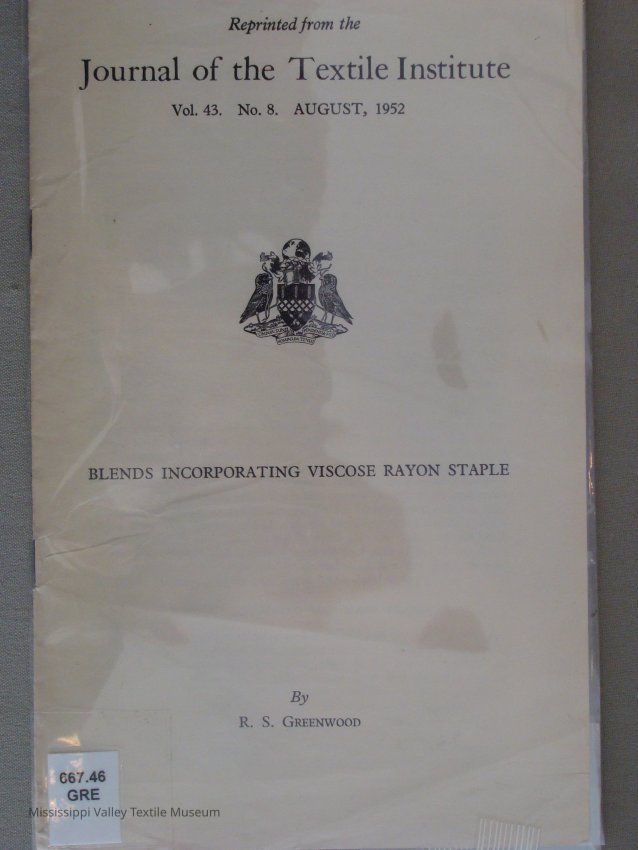 Reprinted from the
Journal of the Textile Institute
Vol. 43. No. 8. AUGUST, 1952
BLENDS INCORPORATING VISCOSE RAYON STAPLE
By
R. S. GREENWOOD
667.46
GRE
Mississippi Valley Textile Museum